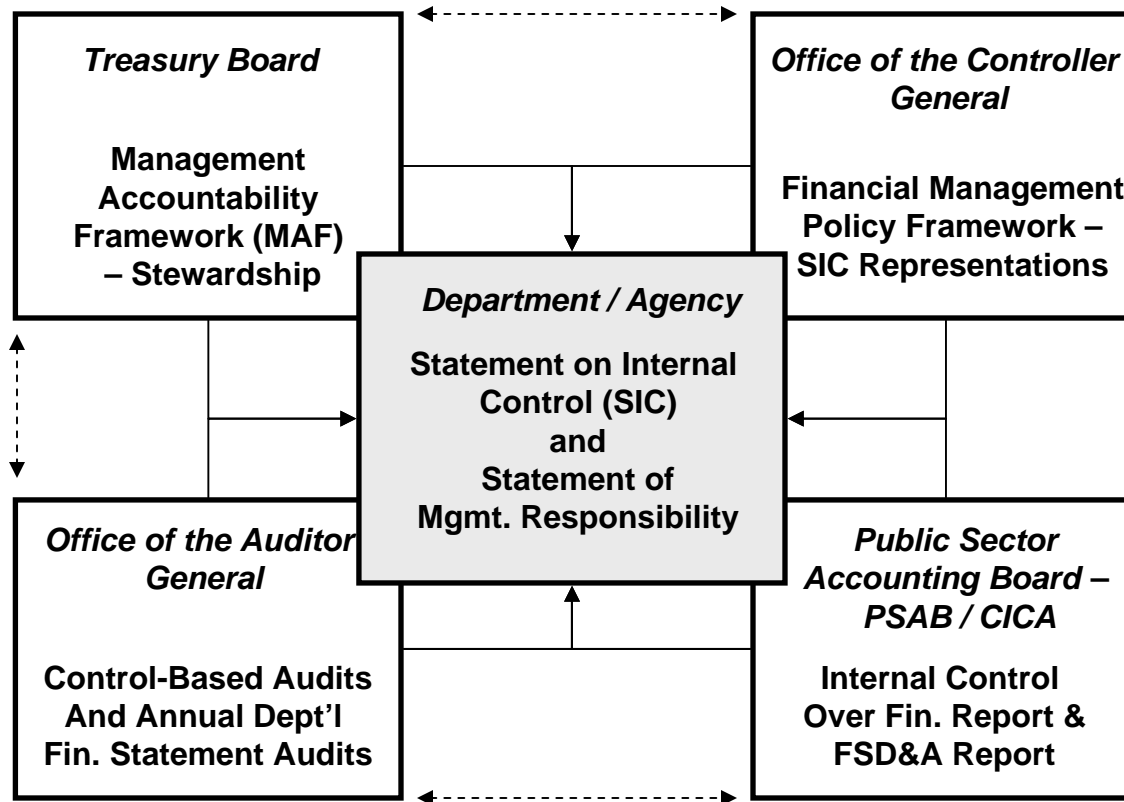 Treasury Board
Management
Accountability
Framework (MAF)
– Stewardship
Office of the Controller
General
Financial Management
Policy Framework –
SIC Representations
Department / Agency
Statement on Internal
Control (SIC)
and
Statement of
Mgmt. Responsibility
Office of the Auditor
General
Control-Based Audits
And Annual Dept’l
Fin. Statement Audits
Public Sector
Accounting Board –
PSAB / CICA
Internal Control
Over Fin. Report &
FSD&A Report